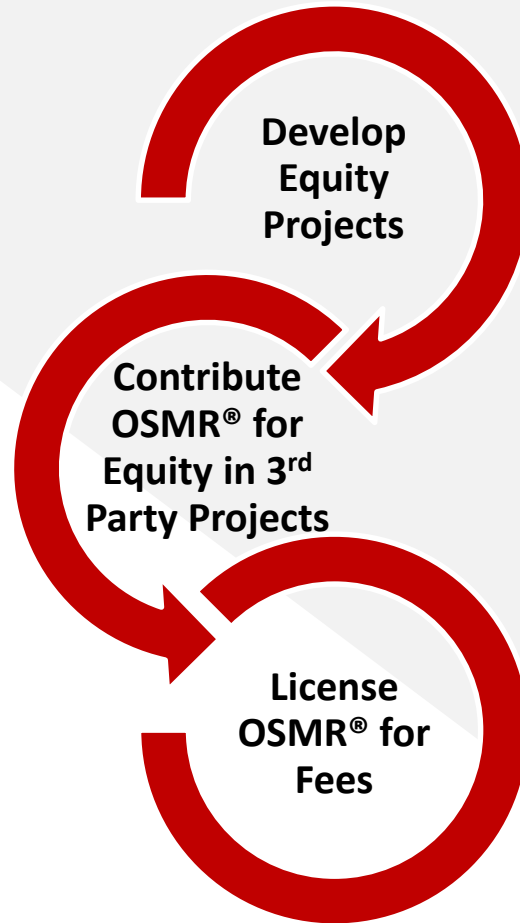 Develop
Equity
Projects
Contribute
OSMR® for
Equity in 3rd
Party Projects
License
OSMR® for
Fees